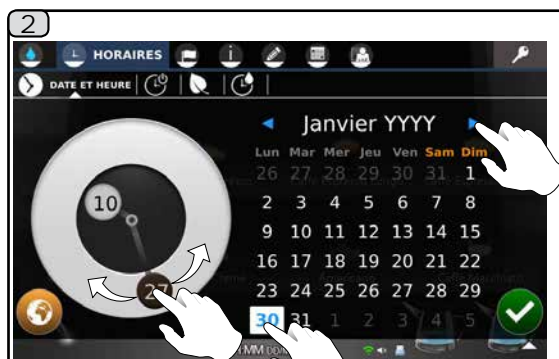 2
HORAIRES
DATE ET HEURE
Janvier YYYY
Lun Mar Mer Jeu Ven Sam Dim
26 27 28 29 30 31 1
2 3 4 5 6 7 8
9 10 11 12 13 14 15
16 17 18 19 20 21 22
23 24 25 26 27 28 29
30 31 1 2 3 4 5
10
27